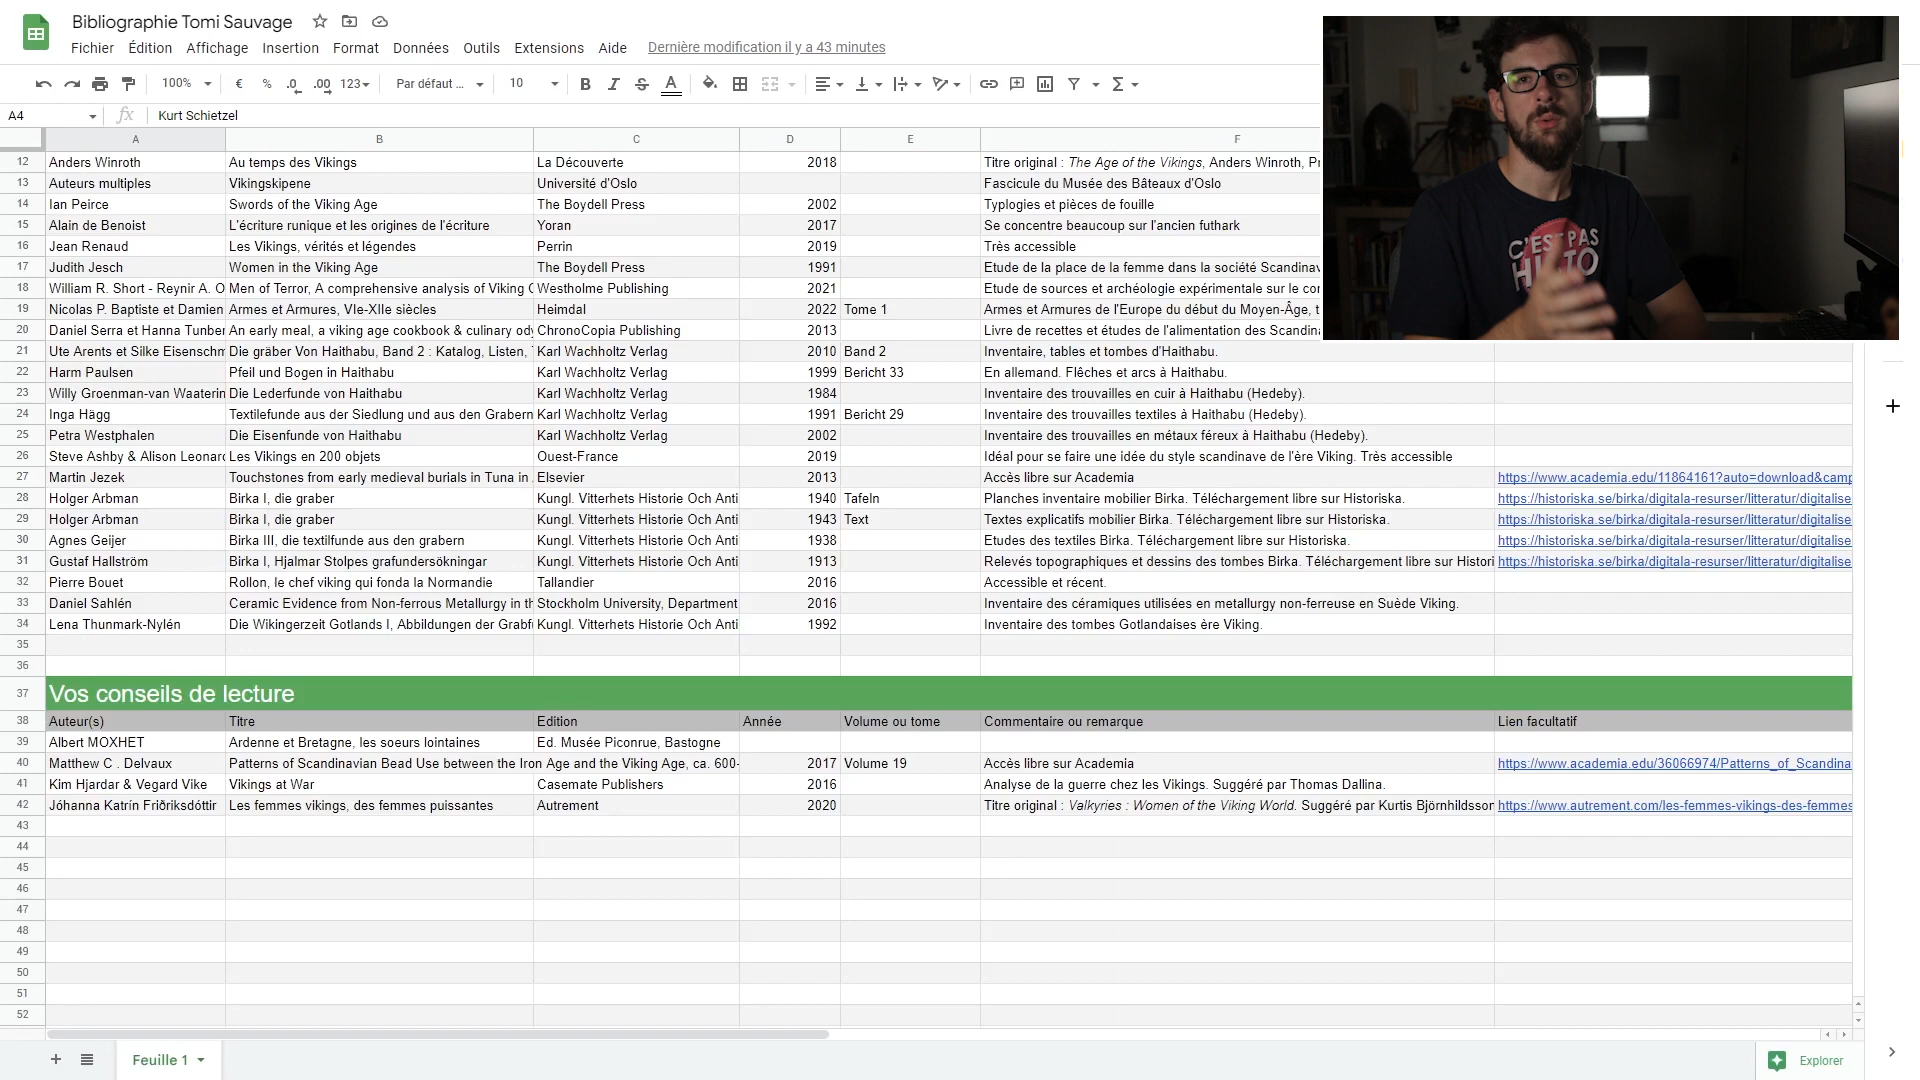 Bibliographie Tomi Sauvage
Fichier Édition Affichage Insertion Format Données Outils Extensions Aide Dernière modification il y a 43 minutes
100% € % .0 .00 123 Par défaut ... 10 B I S A
A4 fx Kurt Schietzel
A B C D E F
12 Anders Winroth Au temps des Vikings La Découverte 2018 Titre original : The Age of the Vikings, Anders Winroth, Pr
13 Auteurs multiples Vikingskipene Université d'Oslo Fascicule du Musée des Bâteaux d'Oslo
14 Ian Peirce Swords of the Viking Age The Boydell Press 2002 Typlogies et pièces de fouille
15 Alain de Benoist L'écriture runique et les origines de l'écriture Yoran 2017 Se concentre beaucoup sur l'ancien futhark
16 Jean Renaud Les Vikings, vérités et légendes Perrin 2019 Très accessible
17 Judith Jesch Women in the Viking Age The Boydell Press 1991 Etude de la place de la femme dans la société Scandinav
18 William R. Short - Reynir A. O Men of Terror, A comprehensive analysis of Viking C Westholme Publishing 2021 Etude de sources et archéologie expérimentale sur le co
19 Nicolas P. Baptiste et Damien Armes et Armures, VIe-XIIe siècles Heimdal 2022 Tome 1 Armes et Armures de l'Europe du début du Moyen-Âge, t
20 Daniel Serra et Hanna Tunber An early meal, a viking age cookbook & culinary ody ChronoCopia Publishing 2013 Livre de recettes et études de l'alimentation des Scandina
21 Ute Arents et Silke Eisenschm Die gräber Von Haithabu, Band 2 : Katalog, Listen, Karl Wachholtz Verlag 2010 Band 2 Inventaire, tables et tombes d'Haithabu.
22 Harm Paulsen Pfeil und Bogen in Haithabu Karl Wachholtz Verlag 1999 Bericht 33 En allemand. Flêches et arcs à Haithabu.
23 Willy Groenman-van Waaterin Die Lederfunde von Haithabu Karl Wachholtz Verlag 1984 Inventaire des trouvailles en cuir à Haithabu (Hedeby).
24 Inga Hägg Textilefunde aus der Siedlung und aus den Grabern Karl Wachholtz Verlag 1991 Bericht 29 Inventaire des trouvailles textiles à Haithabu (Hedeby).
25 Petra Westphalen Die Eisenfunde von Haithabu Karl Wachholtz Verlag 2002 Inventaire des trouvailles en métaux féreux à Haithabu (Hedeby).
26 Steve Ashby & Alison Leonard Les Vikings en 200 objets Ouest-France 2019 Idéal pour se faire une idée du style scandinave de l'ère Viking. Très accessible
27 Martin Jezek Touchstones from early medieval burials in Tuna in Elsevier 2013 Accès libre sur Academia https://www.academia.edu/11864161?auto=download&camp
28 Holger Arbman Birka I, die graber Kungl. Vitterhets Historie Och Anti 1940 Tafeln Planches inventaire mobilier Birka. Téléchargement libre sur Historiska. https://historiska.se/birka/digitala-resurser/litteratur/digitalise
29 Holger Arbman Birka I, die graber Kungl. Vitterhets Historie Och Anti 1943 Text Textes explicatifs mobilier Birka. Téléchargement libre sur Historiska. https://historiska.se/birka/digitala-resurser/litteratur/digitalise
30 Agnes Geijer Birka III, die textilfunde aus den grabern Kungl. Vitterhets Historie Och Anti 1938 Etudes des textiles Birka. Téléchargement libre sur Historiska. https://historiska.se/birka/digitala-resurser/litteratur/digitalise
31 Gustaf Hallström Birka I, Hjalmar Stolpes grafundersökningar Kungl. Vitterhets Historie Och Anti 1913 Relevés topographiques et dessins des tombes Birka. Téléchargement libre sur Histori https://historiska.se/birka/digitala-resurser/litteratur/digitalise
32 Pierre Bouet Rollon, le chef viking qui fonda la Normandie Tallandier 2016 Accessible et récent.
33 Daniel Sahlén Ceramic Evidence from Non-ferrous Metallurgy in th Stockholm University, Department 2016 Inventaire des céramiques utilisées en metallurgy non-ferreuse en Suède Viking.
34 Lena Thunmark-Nylén Die Wikingerzeit Gotlands I, Abbildungen der Grabf Kungl. Vitterhets Historie Och Anti 1992 Inventaire des tombes Gotlandaises ère Viking.
35
36
37 Vos conseils de lecture
38 Auteur(s) Titre Edition Année Volume ou tome Commentaire ou remarque Lien facultatif
39 Albert MOXHET Ardenne et Bretagne, les soeurs lointaines Ed. Musée Piconrue, Bastogne
40 Matthew C . Delvaux Patterns of Scandinavian Bead Use between the Iron Age and the Viking Age, ca. 600- 2017 Volume 19 Accès libre sur Academia https://www.academia.edu/36066974/Patterns_of_Scandina
41 Kim Hjardar & Vegard Vike Vikings at War Casemate Publishers 2016 Analyse de la guerre chez les Vikings. Suggéré par Thomas Dallina.
42 Jóhanna Katrín Friðriksdóttir Les femmes vikings, des femmes puissantes Autrement 2020 Titre original : Valkyries : Women of the Viking World. Suggéré par Kurtis Björnhildsson https://www.autrement.com/les-femmes-vikings-des-femmes
43
44
45
46
47
48
49
50
51
52
Feuille 1 Explorer
C'EST PAS